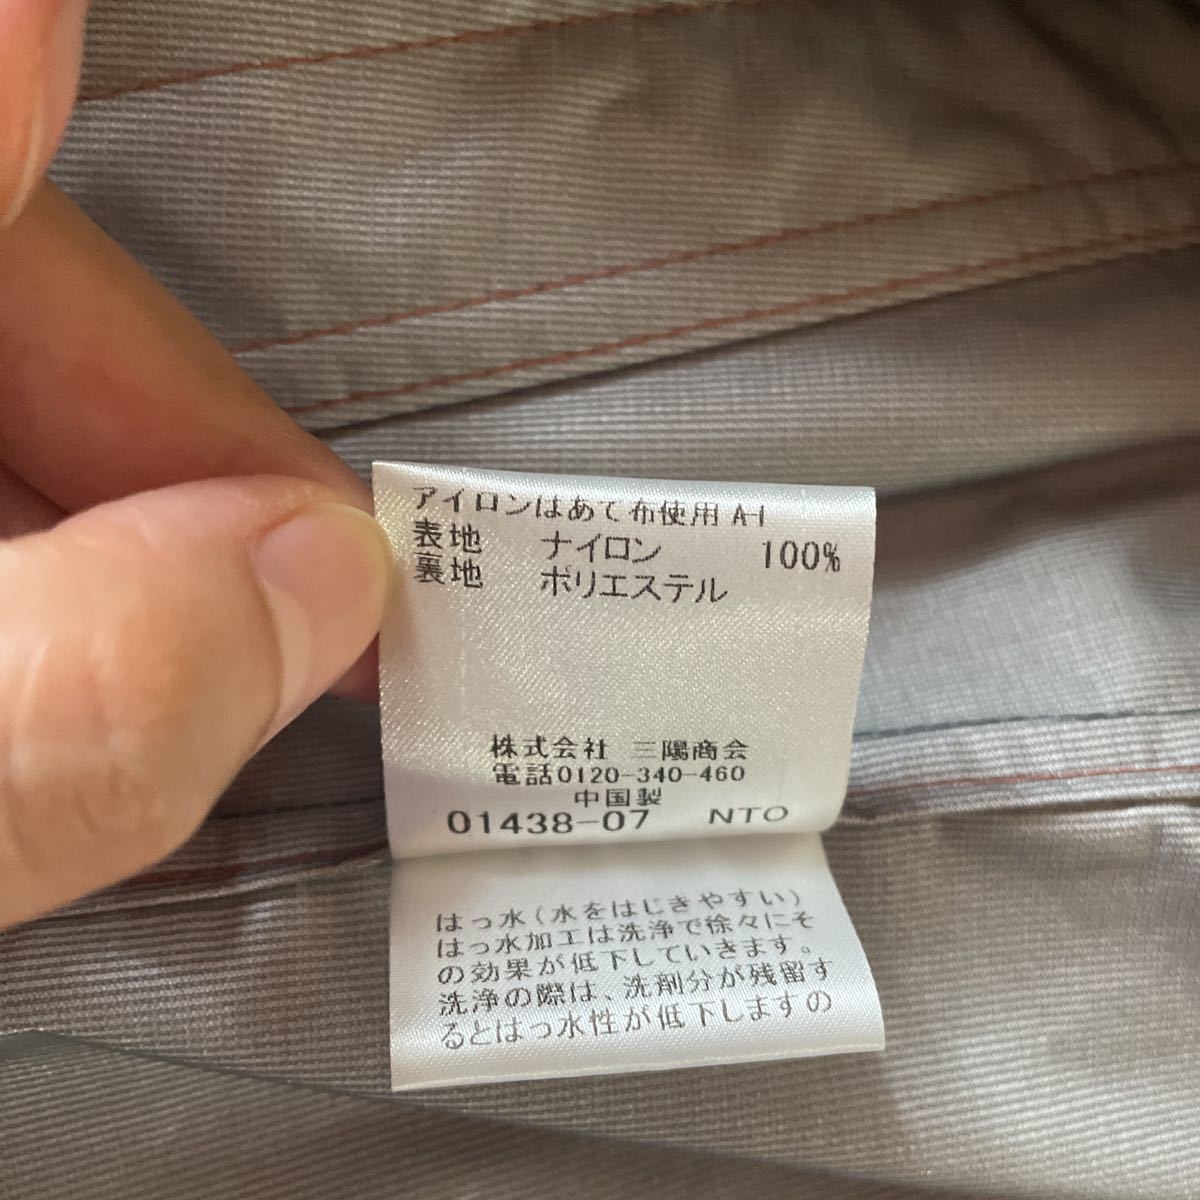 アイロンはあて布使用 A-1
表地 ナイロン 100%
裏地 ポリエステル
株式会社 三陽商会
電話0120-340-460
中国製
01438-07 NTO
はっ水(水をはじきやすい)
はっ水加工は洗浄で徐々にそ
の効果が低下していきます。
洗浄の際は、洗剤分が残留す
るとはっ水性が低下しますの